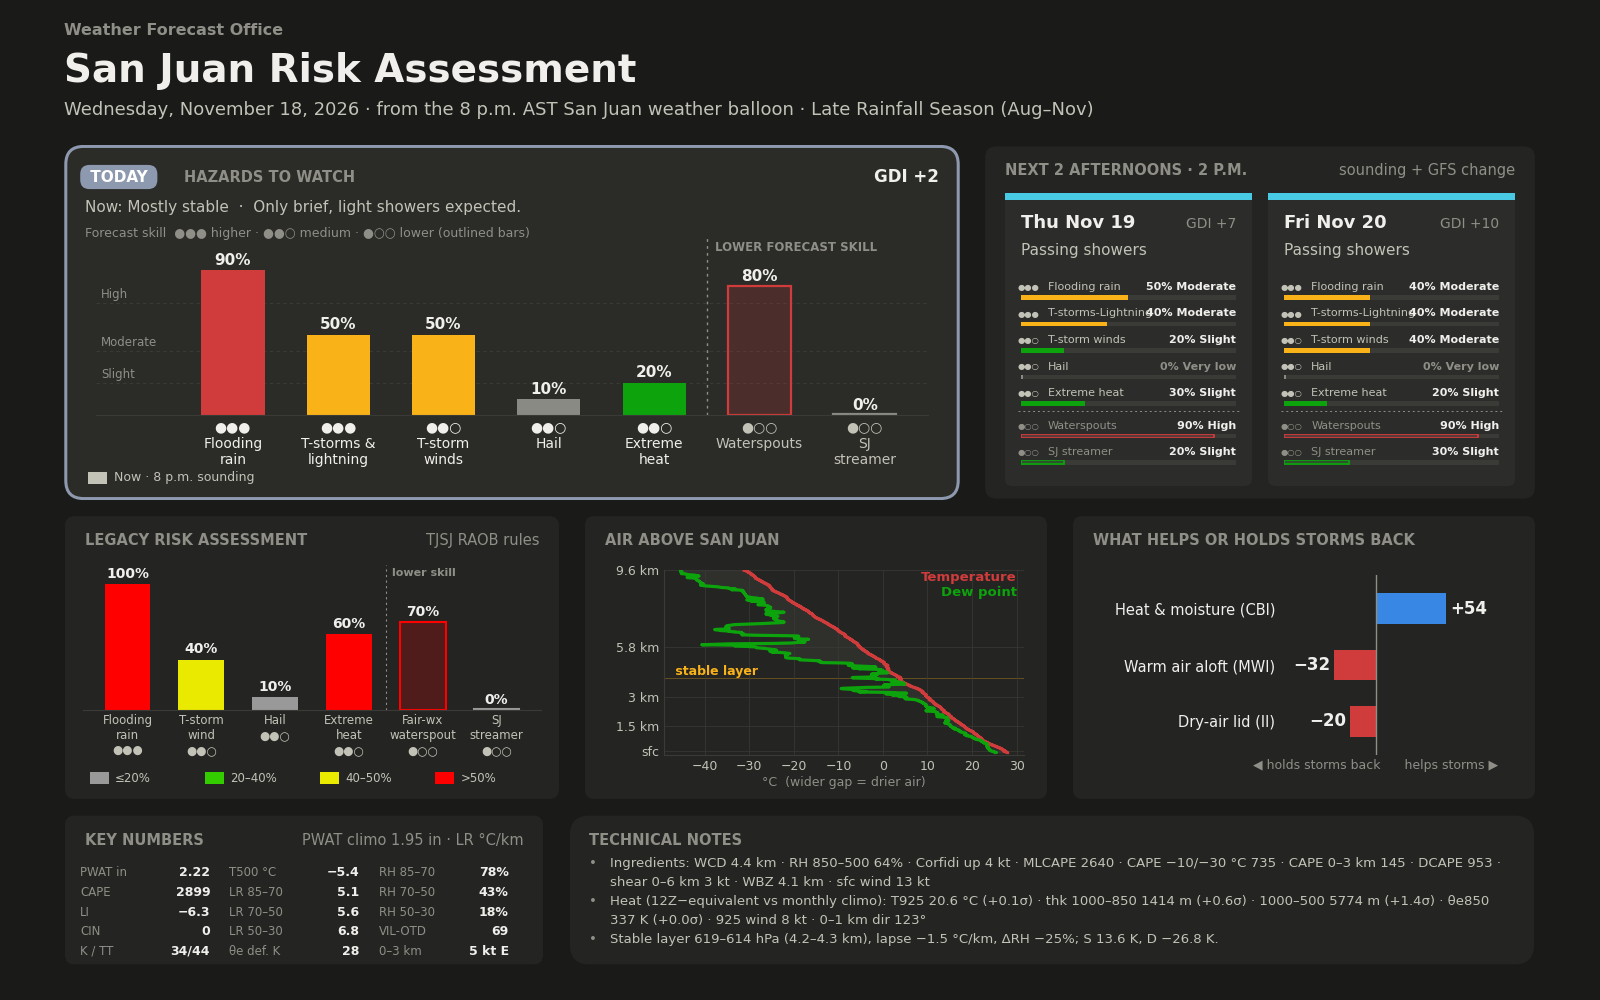 Weather Forecast Office
San Juan Risk Assessment
Wednesday, November 18, 2026 · from the 8 p.m. AST San Juan weather balloon · Late Rainfall Season (Aug–Nov)
TODAY HAZARDS TO WATCH GDI +2
Now: Mostly stable · Only brief, light showers expected.
Forecast skill ●●● higher · ●●○ medium · ●○○ lower (outlined bars)
LOWER FORECAST SKILL
90% 50% 50% 10% 20% 80% 0%
High
Moderate
Slight
●●● ●●● ●●○ ●●○ ●●○ ●○○ ●○○
Flooding T-storms & T-storm Hail Extreme Waterspouts SJ
rain lightning winds heat streamer
Now · 8 p.m. sounding
NEXT 2 AFTERNOONS · 2 P.M. sounding + GFS change
Thu Nov 19 GDI +7
Passing showers
●●● Flooding rain 50% Moderate
●●● T-storms-Lightning 40% Moderate
●●○ T-storm winds 20% Slight
●●○ Hail 0% Very low
●●○ Extreme heat 30% Slight
●○○ Waterspouts 90% High
●○○ SJ streamer 20% Slight
Fri Nov 20 GDI +10
Passing showers
●●● Flooding rain 40% Moderate
●●● T-storms-Lightning 40% Moderate
●●○ T-storm winds 40% Moderate
●●○ Hail 0% Very low
●●○ Extreme heat 20% Slight
●○○ Waterspouts 90% High
●○○ SJ streamer 30% Slight
LEGACY RISK ASSESSMENT TJSJ RAOB rules
lower skill
100% 40% 10% 60% 70% 0%
Flooding T-storm Hail Extreme Fair-wx SJ
rain wind heat waterspout streamer
●●● ●●○ ●●○ ●●○ ●○○ ●○○
≤20% 20–40% 40–50% >50%
AIR ABOVE SAN JUAN
Temperature
Dew point
stable layer
9.6 km
5.8 km
3 km
1.5 km
sfc
−40 −30 −20 −10 0 10 20 30
°C (wider gap = drier air)
WHAT HELPS OR HOLDS STORMS BACK
Heat & moisture (CBI) +54
Warm air aloft (MWI) −32
Dry-air lid (II) −20
◀ holds storms back helps storms ▶
KEY NUMBERS PWAT climo 1.95 in · LR °C/km
PWAT in 2.22 T500 °C −5.4 RH 85–70 78%
CAPE 2899 LR 85–70 5.1 RH 70–50 43%
LI −6.3 LR 70–50 5.6 RH 50–30 18%
CIN 0 LR 50–30 6.8 VIL-OTD 69
K / TT 34/44 θe def. K 28 0–3 km 5 kt E
TECHNICAL NOTES
• Ingredients: WCD 4.4 km · RH 850–500 64% · Corfidi up 4 kt · MLCAPE 2640 · CAPE −10/−30 °C 735 · CAPE 0–3 km 145 · DCAPE 953 ·
shear 0–6 km 3 kt · WBZ 4.1 km · sfc wind 13 kt
• Heat (12Z−equivalent vs monthly climo): T925 20.6 °C (+0.1σ) · thk 1000–850 1414 m (+0.6σ) · 1000–500 5774 m (+1.4σ) · θe850
337 K (+0.0σ) · 925 wind 8 kt · 0–1 km dir 123°
• Stable layer 619–614 hPa (4.2–4.3 km), lapse −1.5 °C/km, ΔRH −25%; S 13.6 K, D −26.8 K.